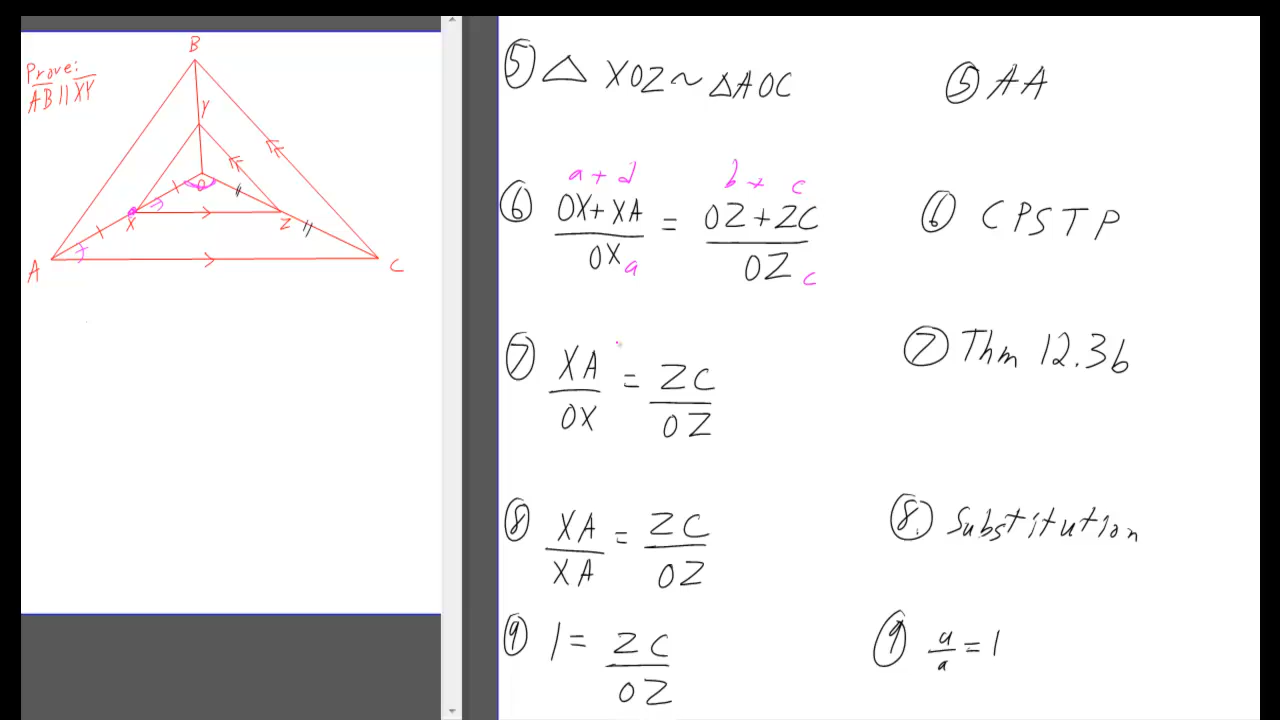 Prove:
AB || XY
B
Y
O
X
Z
A
C
⑤ △ XOZ ~ △AOC
⑤ AA
a + d
b + c
⑥ OX + XA / OX = OZ + ZC / OZ
a
c
⑥ CPSTP
⑦ XA / OX = ZC / OZ
⑦ Thm 12.3b
⑧ XA / XA = ZC / OZ
⑧. Substitution
⑨ 1 = ZC / OZ
⑨ a / a = 1